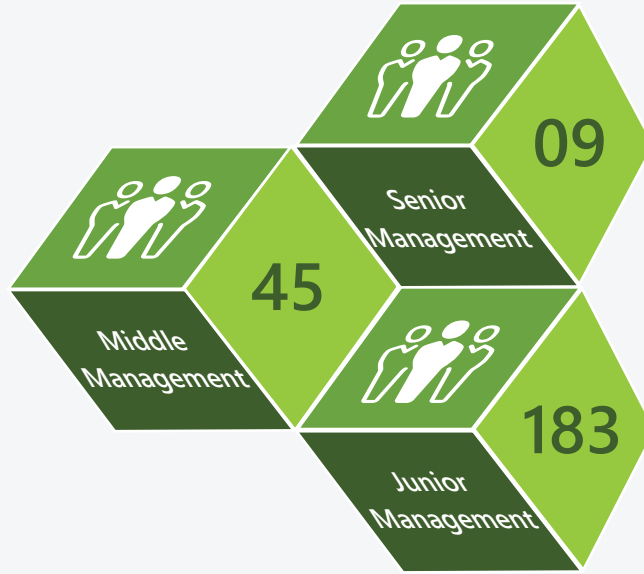 09
Senior
Management
45
Middle
Management
183
Junior
Management